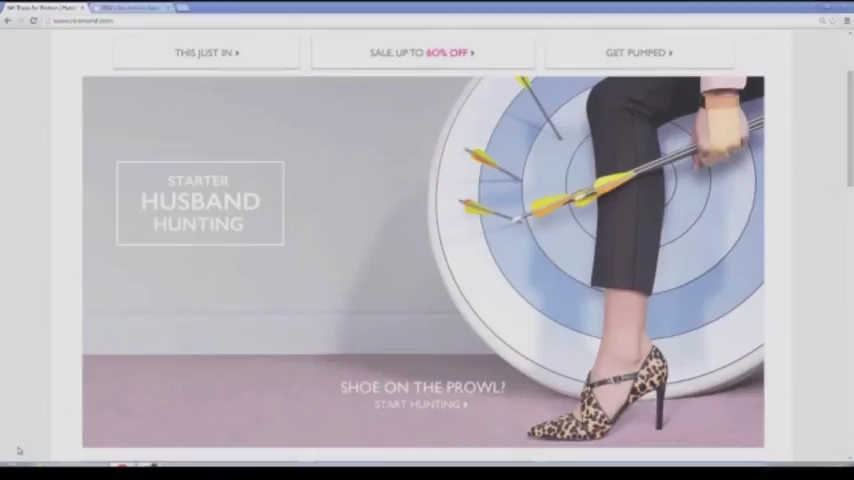 THIS JUST IN
SALE. UP TO 60% OFF
GET PUMPED
STARTER
HUSBAND
HUNTING
SHOE ON THE PROWL?
START HUNTING